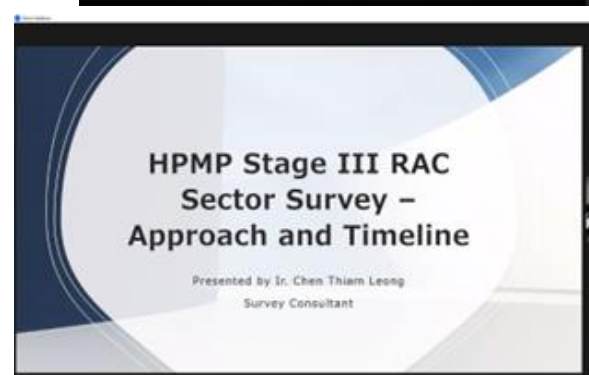 HPMP Stage III RAC
Sector Survey –
Approach and Timeline
Presented by Ir. Chen Thiam Leong
Survey Consultant